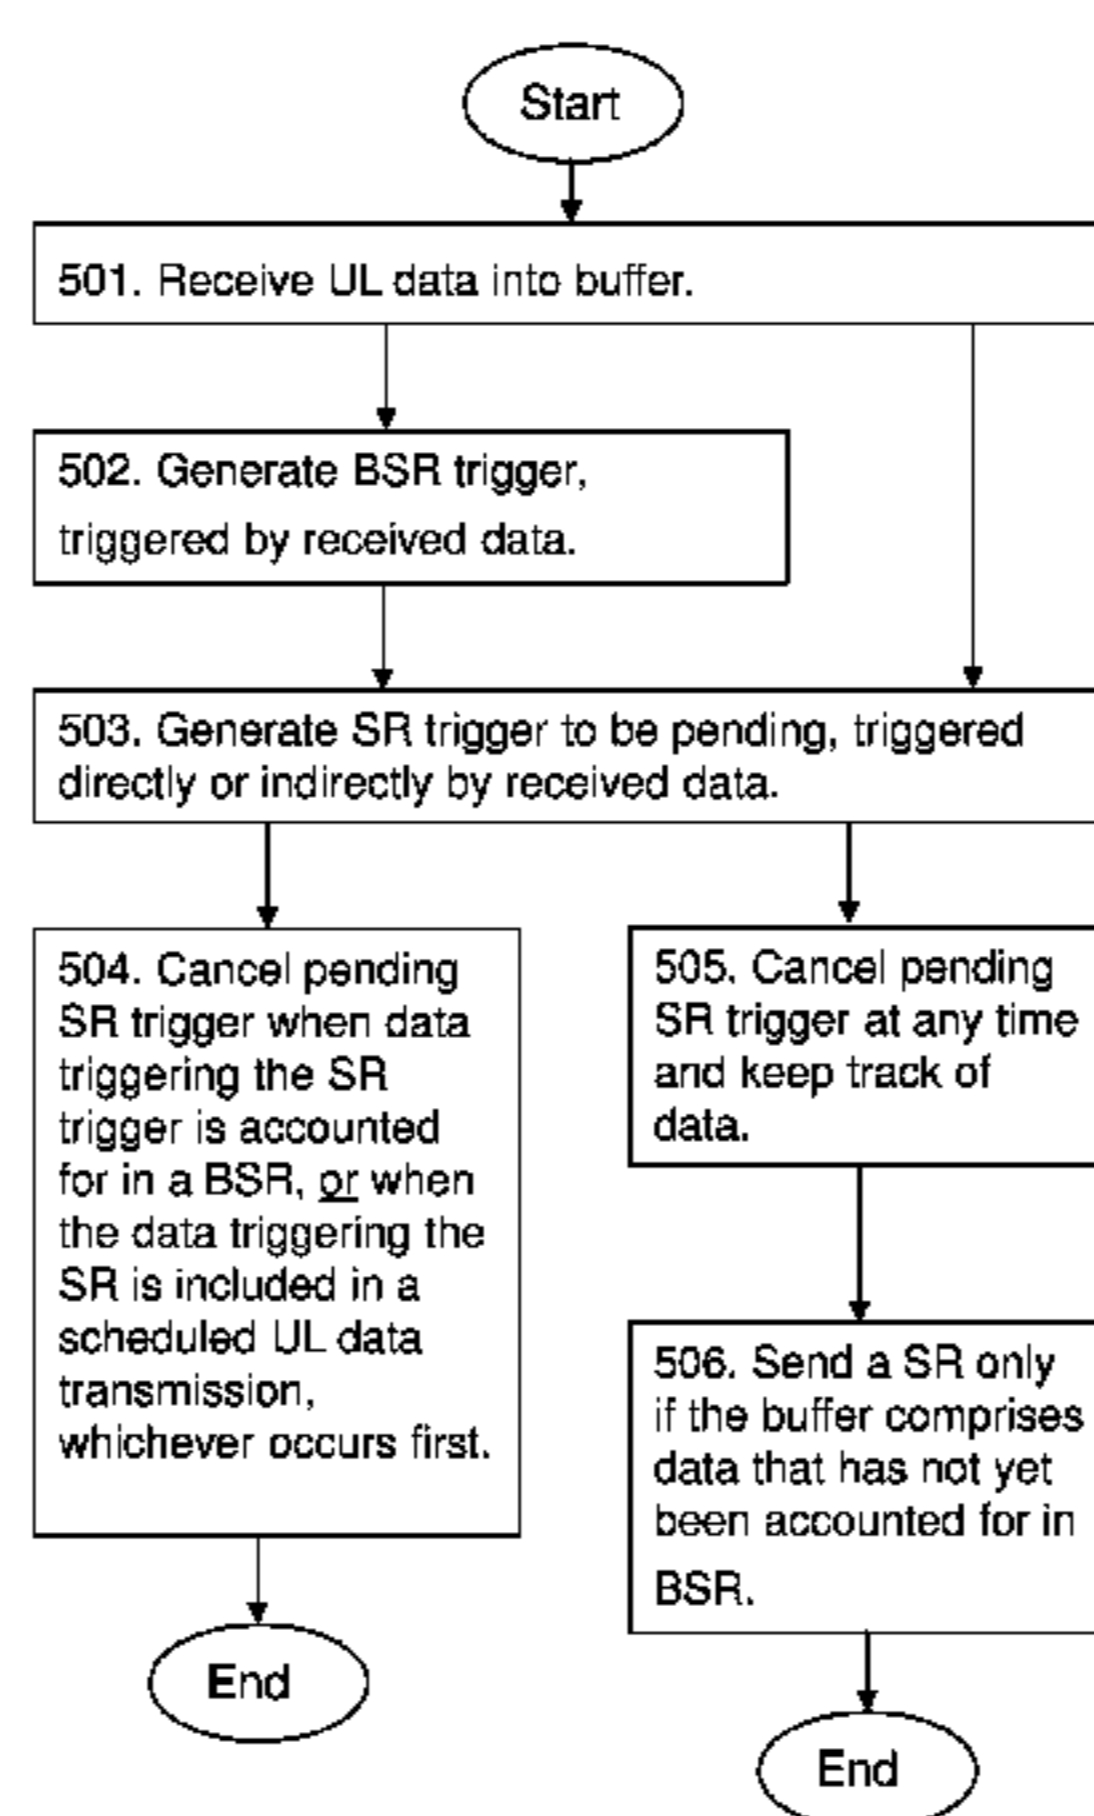 Start
501. Receive UL data into buffer.
502. Generate BSR trigger,
triggered by received data.
503. Generate SR trigger to be pending, triggered
directly or indirectly by received data.
504. Cancel pending
SR trigger when data
triggering the SR
trigger is accounted
for in a BSR, or when
the data triggering the
SR is included in a
scheduled UL data
transmission,
whichever occurs first.
End
505. Cancel pending
SR trigger at any time
and keep track of
data.
506. Send a SR only
if the buffer comprises
data that has not yet
been accounted for in
BSR.
End